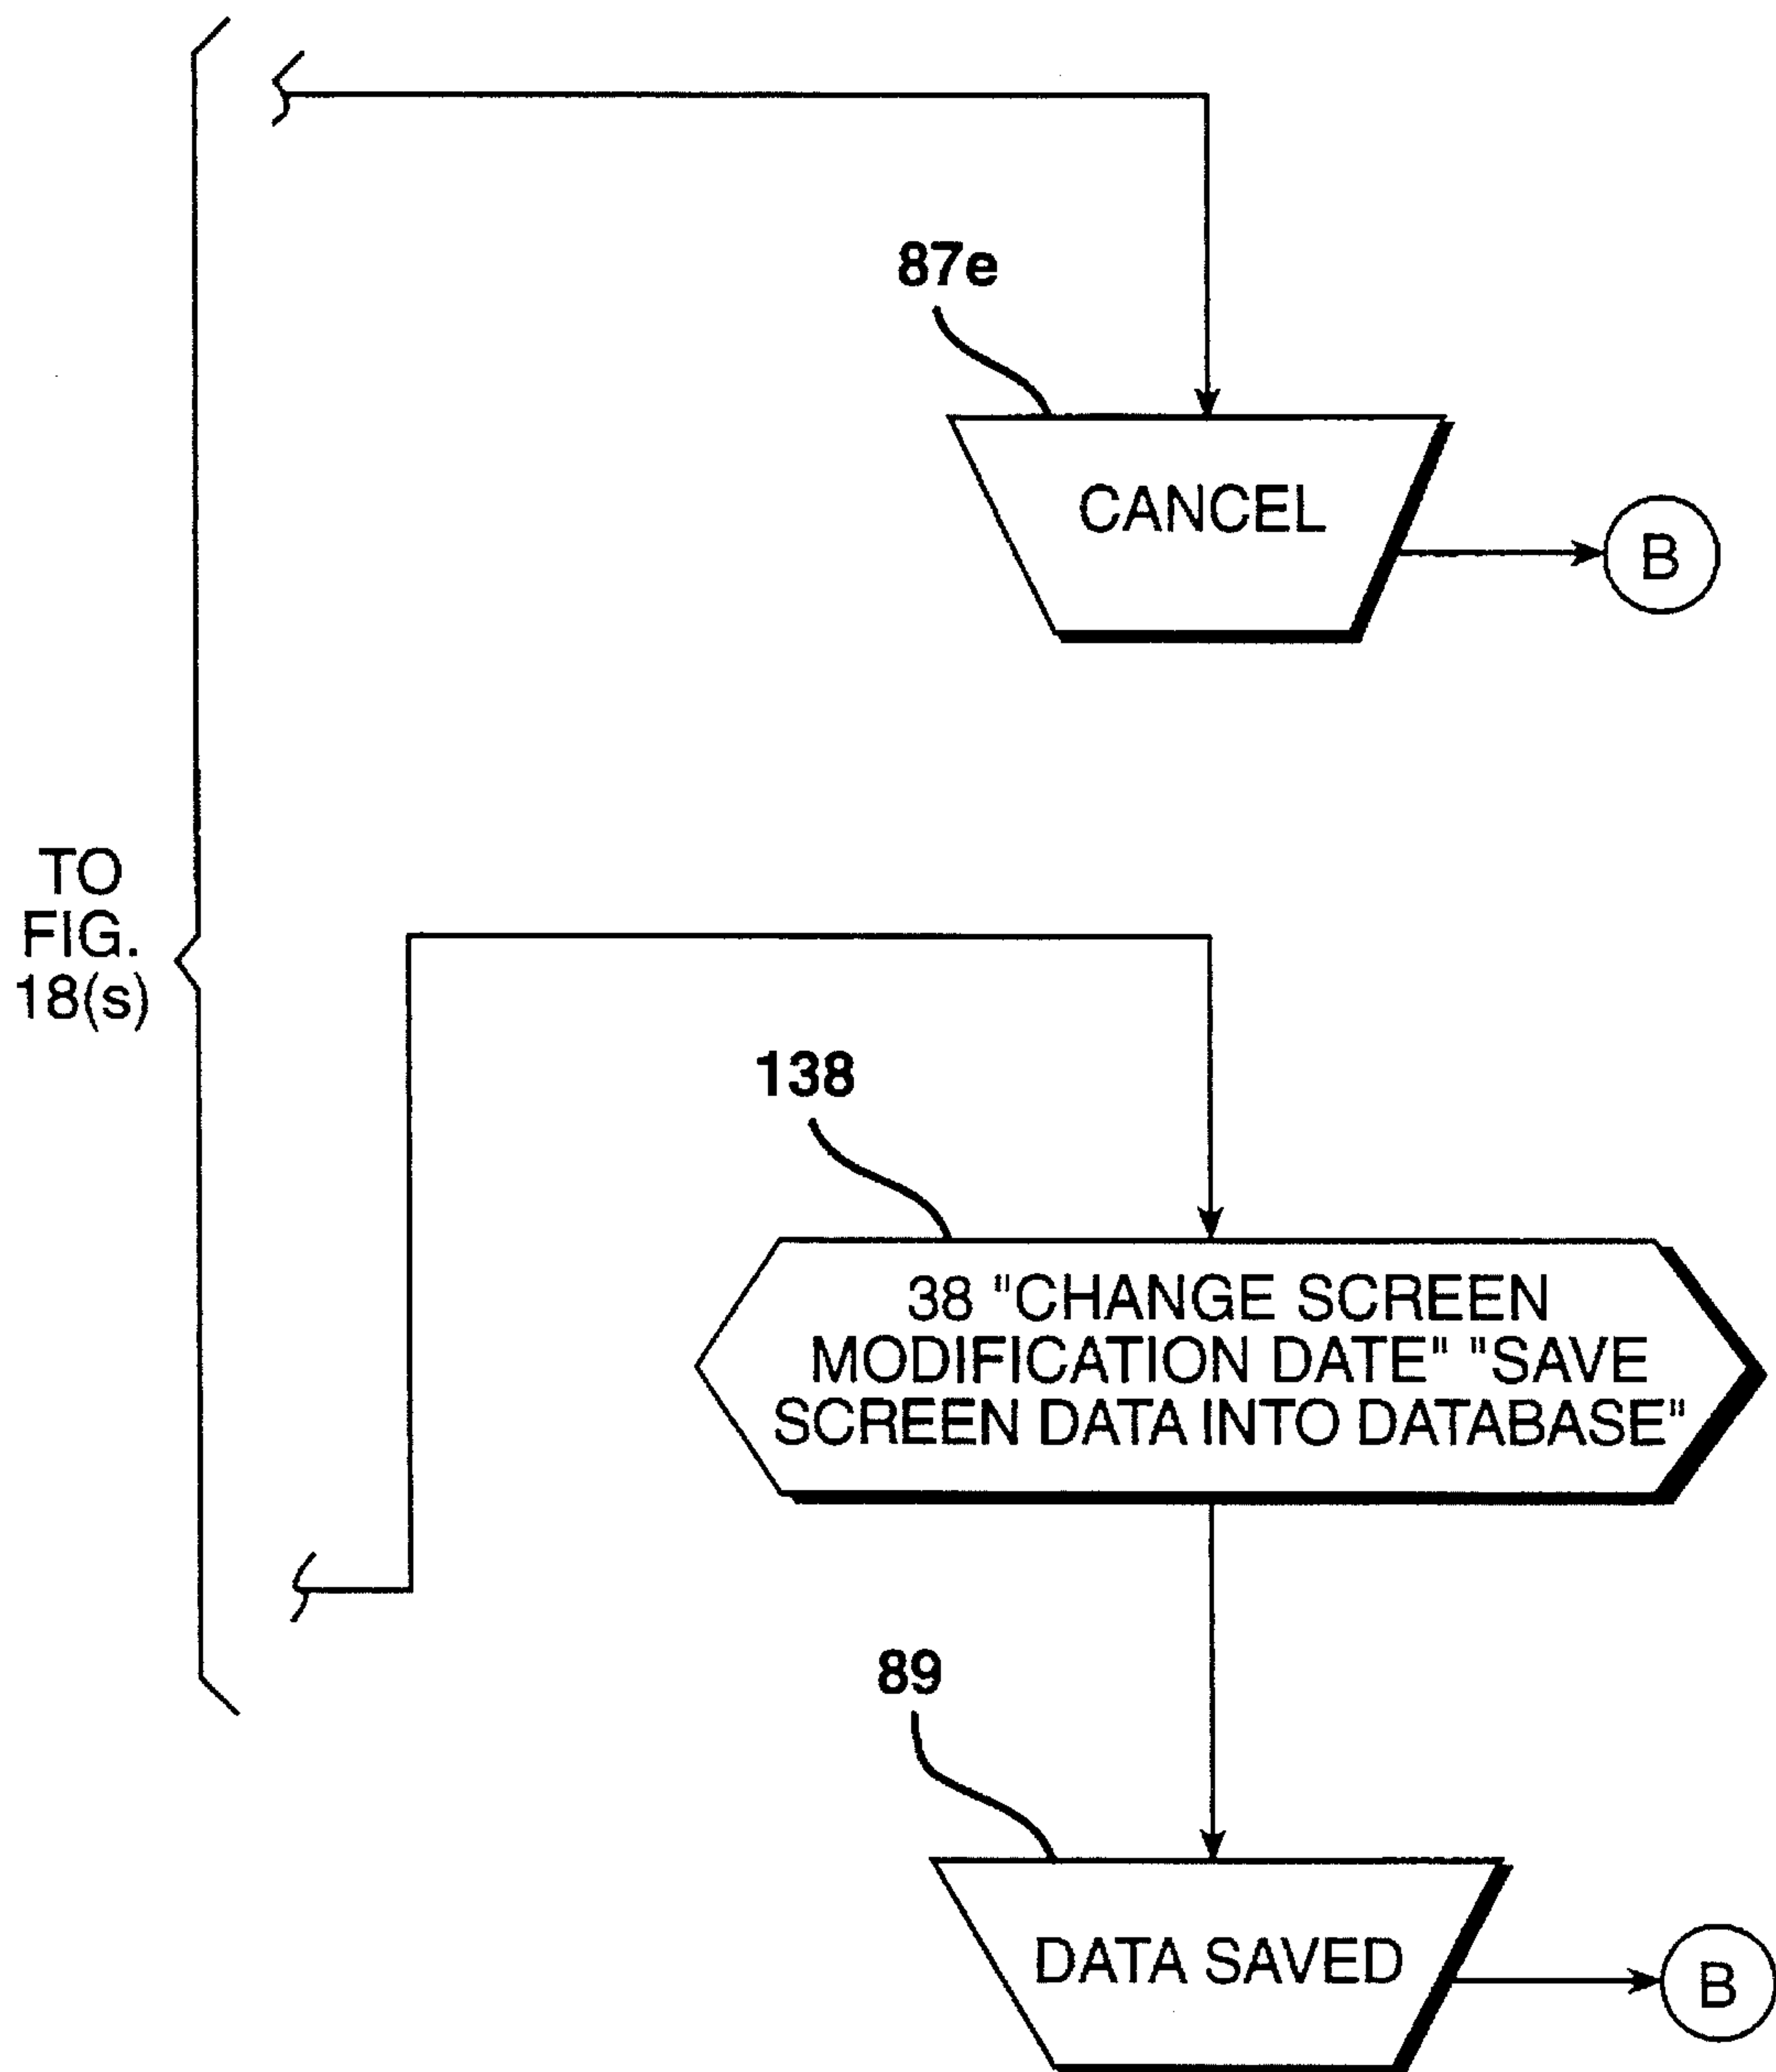 87e
CANCEL
B
TO
FIG.
18(s)
138
38 "CHANGE SCREEN
MODIFICATION DATE" "SAVE
SCREEN DATA INTO DATABASE"
89
DATA SAVED
B